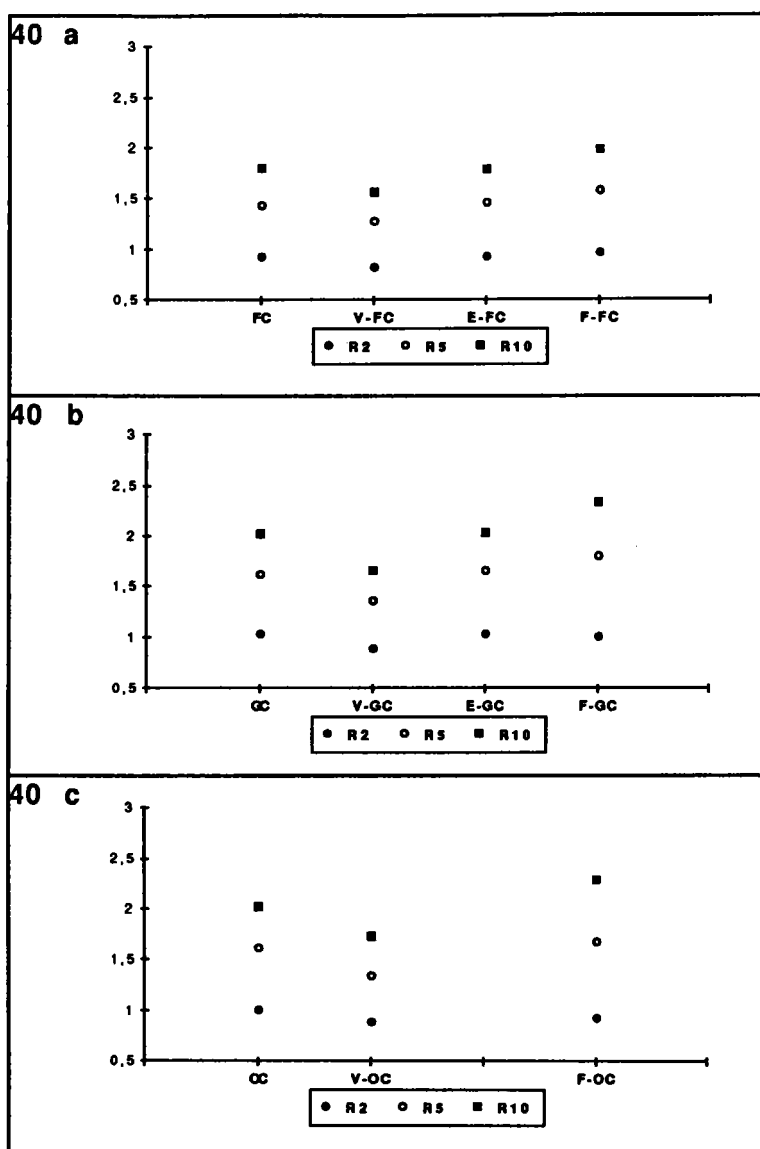 40 a
3
2,5
2
1,5
1
0,5
FC V-FC E-FC F-FC
R2 R5 R10
40 b
3
2,5
2
1,5
1
0,5
GC V-GC E-GC F-GC
R2 R5 R10
40 c
3
2,5
2
1,5
1
0,5
OC V-OC F-OC
R2 R5 R10